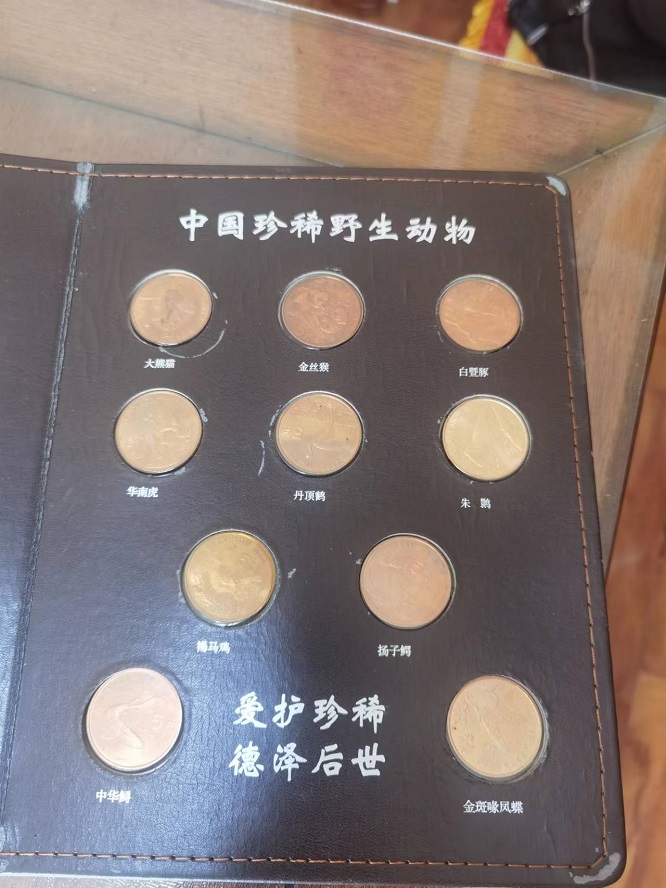 中国珍稀野生动物
大熊猫 金丝猴 白暨豚
华南虎 丹顶鹤 朱 鹮
褐马鸡 扬子鳄
爱护珍稀
德泽后世
中华鲟 金斑喙凤蝶